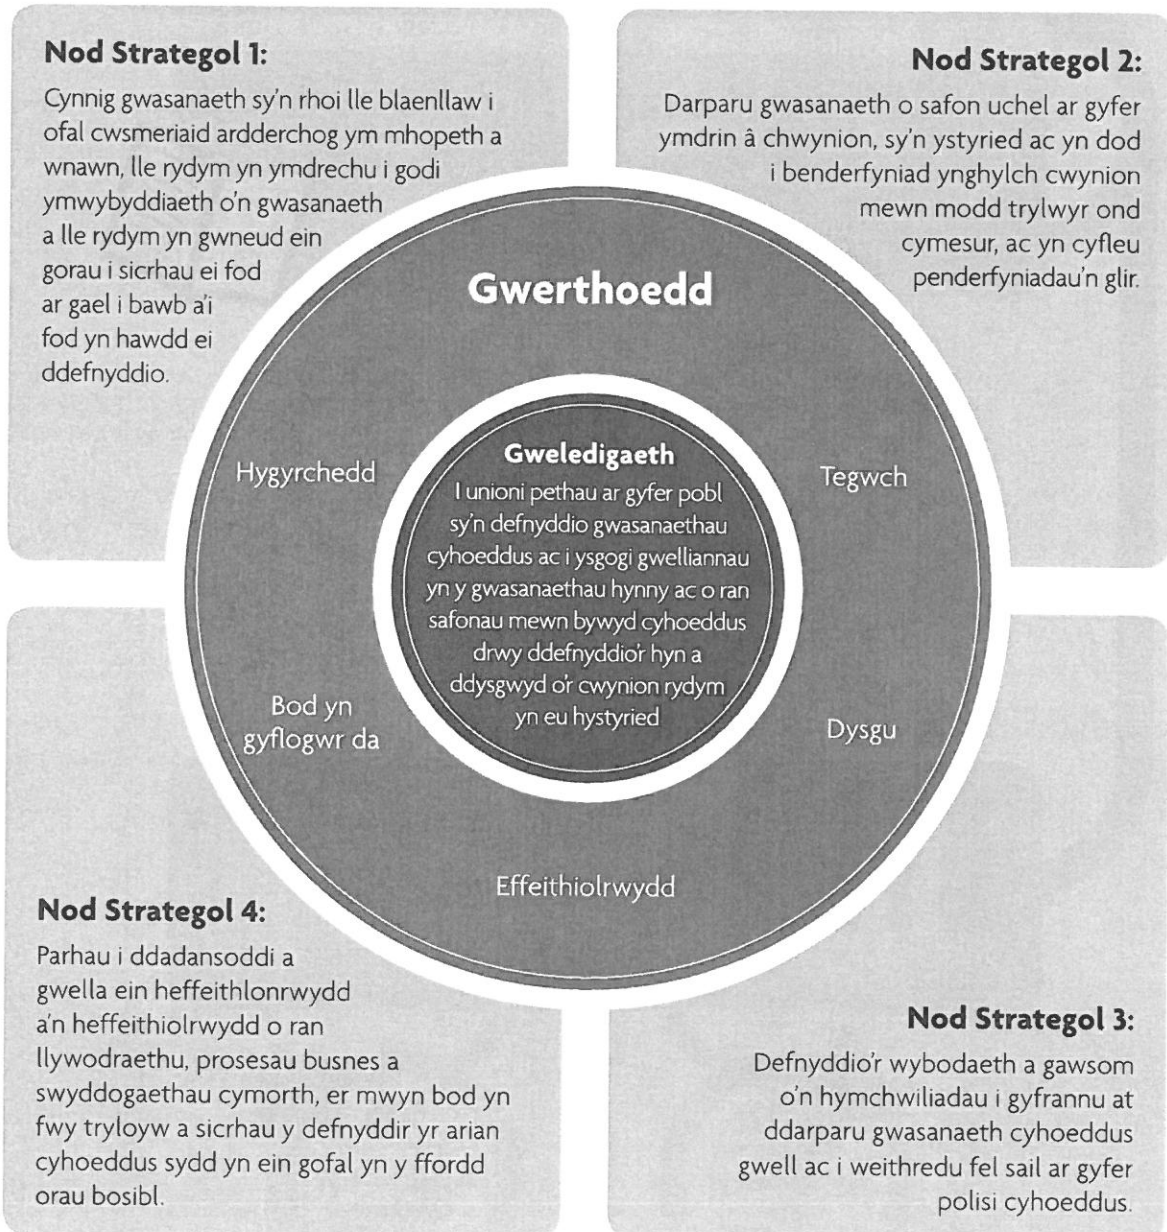 Nod Strategol 1:
Cynnig gwasanaeth sy'n rhoi lle blaenllaw i
ofal cwsmeriaid ardderchog ym mhopeth a
wnawn, lle rydym yn ymdrechu i godi
ymwybyddiaeth o'n gwasanaeth
a lle rydym yn gwneud ein
gorau i sicrhau ei fod
ar gael i bawb a'i
fod yn hawdd ei
ddefnyddio.
Nod Strategol 2:
Darparu gwasanaeth o safon uchel ar gyfer
ymdrin â chwynion, sy'n ystyried ac yn dod
i benderfyniad ynghylch cwynion
mewn modd trylwyr ond
cymesur, ac yn cyfleu
penderfyniadau'n glir.
Gwerthoedd
Hygyrchedd
Tegwch
Gweledigaeth
I unioni pethau ar gyfer pobl
sy'n defnyddio gwasanaethau
cyhoeddus ac i ysgogi gwelliannau
yn y gwasanaethau hynny ac o ran
safonau mewn bywyd cyhoeddus
drwy ddefnyddio'r hyn a
ddysgwyd o'r cwynion rydym
yn eu hystyried
Bod yn
gyflogwr da
Dysgu
Effeithiolrwydd
Nod Strategol 4:
Parhau i ddadansoddi a
gwella ein heffeithlonrwydd
a'n heffeithiolrwydd o ran
llywodraethu, prosesau busnes a
swyddogaethau cymorth, er mwyn bod yn
fwy tryloyw a sicrhau y defnyddir yr arian
cyhoeddus sydd yn ein gofal yn y ffordd
orau bosibl.
Nod Strategol 3:
Defnyddio'r wybodaeth a gawsom
o'n hymchwiliadau i gyfrannu at
ddarparu gwasanaeth cyhoeddus
gwell ac i weithredu fel sail ar gyfer
polisi cyhoeddus.